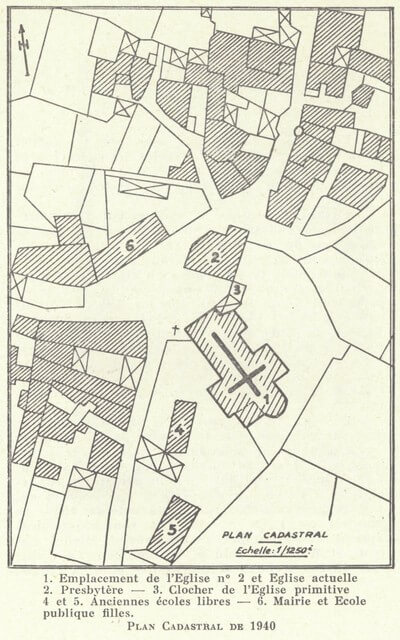 N
6
2
3
1
4
5
PLAN CADASTRAL
Echelle: 1/1250e
1. Emplacement de l'Eglise n° 2 et Eglise actuelle
2. Presbytère — 3. Clocher de l'Eglise primitive
4 et 5. Anciennes écoles libres — 6. Mairie et Ecole
publique filles.
PLAN CADASTRAL DE 1940